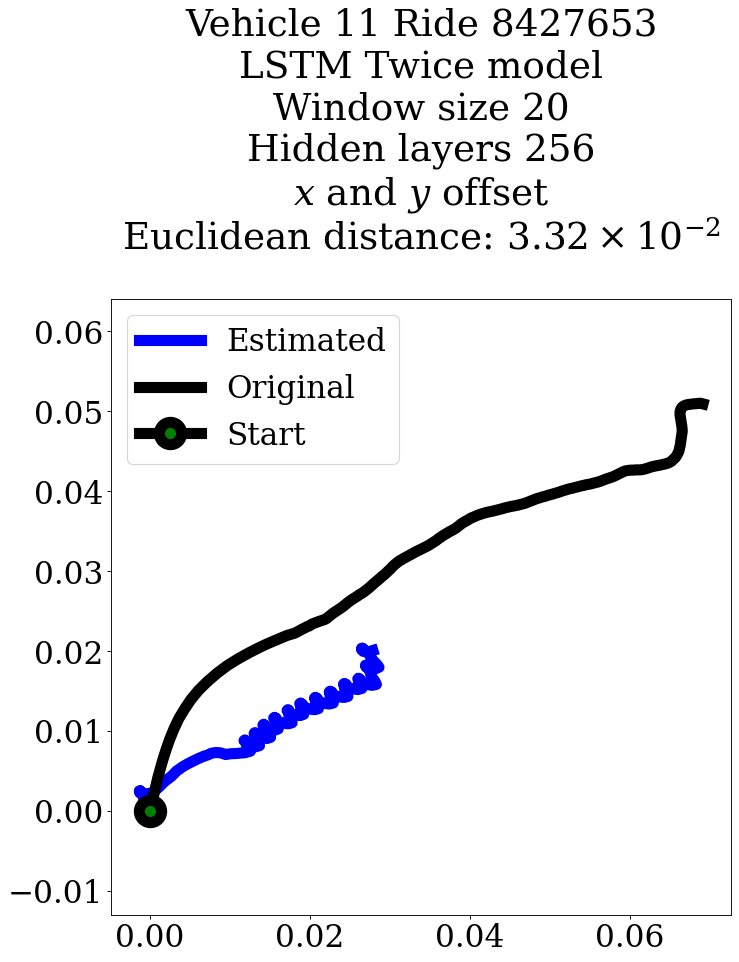 Vehicle 11 Ride 8427653
LSTM Twice model
Window size 20
Hidden layers 256
x and y offset
Euclidean distance: 3.32 × 10⁻²
Estimated
Original
Start
0.06
0.05
0.04
0.03
0.02
0.01
0.00
−0.01
0.00 0.02 0.04 0.06